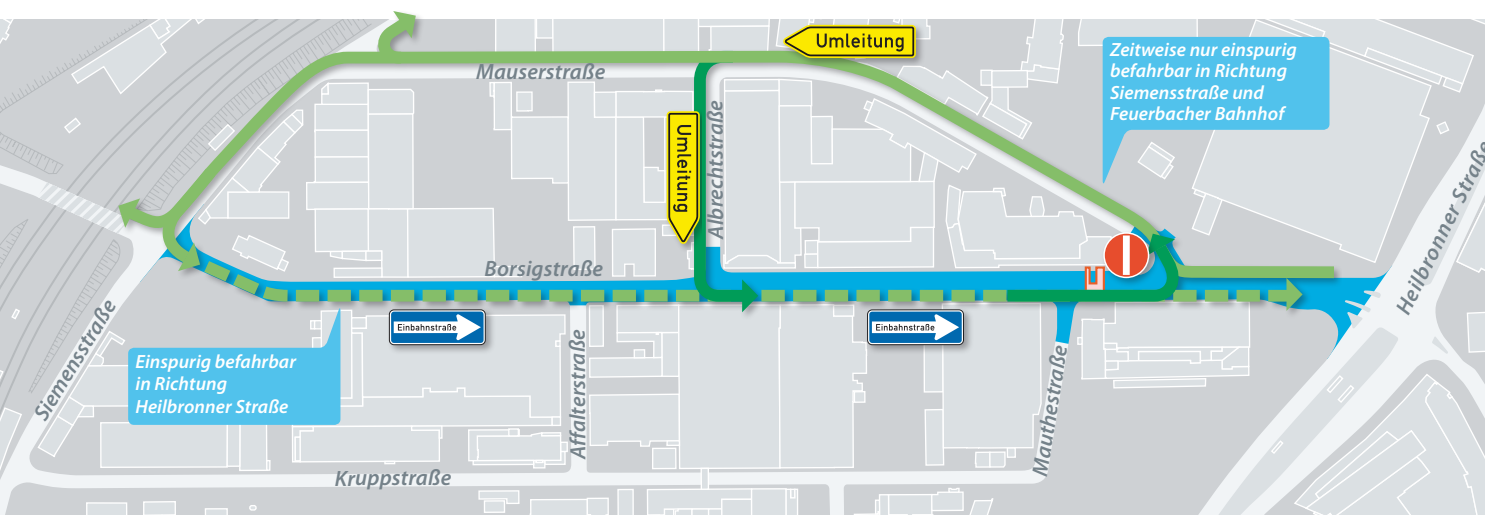 Umleitung
Zeitweise nur einspurig
befahrbar in Richtung
Siemensstraße und
Feuerbacher Bahnhof
Mauserstraße
Umleitung
Albrechtstraße
Heilbronner Straße
Borsigstraße
Einbahnstraße
Einbahnstraße
Siemensstraße
Einspurig befahrbar
in Richtung
Heilbronner Straße
Affalterstraße
Mauthestraße
Kruppstraße